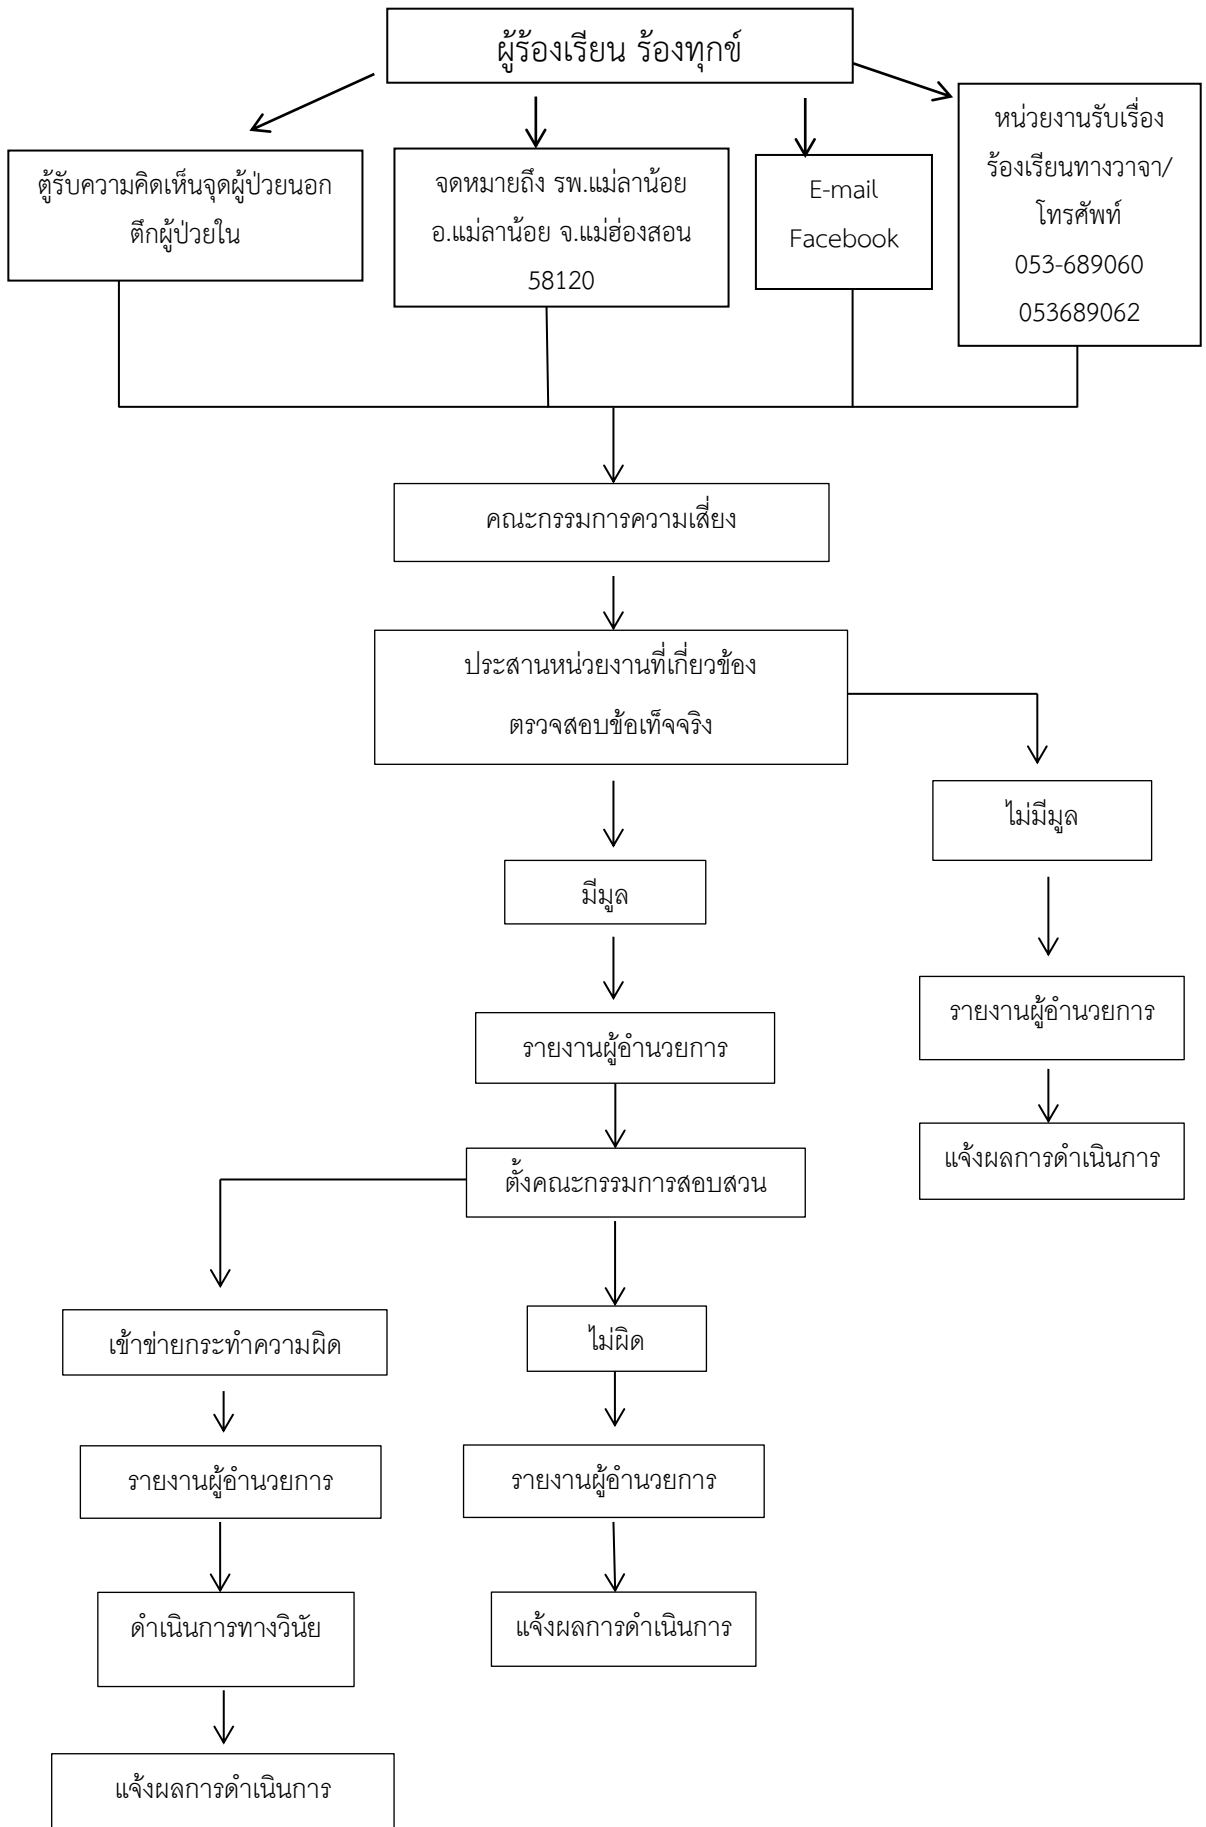 ผู้ร้องเรียน ร้องทุกข์
ตู้รับความคิดเห็นจุดผู้ป่วยนอก
ตึกผู้ป่วยใน
จดหมายถึง รพ.แม่ลาน้อย
อ.แม่ลาน้อย จ.แม่ฮ่องสอน
58120
E-mail
Facebook
หน่วยงานรับเรื่อง
ร้องเรียนทางวาจา/
โทรศัพท์
053-689060
053689062
คณะกรรมการความเสี่ยง
ประสานหน่วยงานที่เกี่ยวข้อง
ตรวจสอบข้อเท็จจริง
ไม่มีมูล
มีมูล
รายงานผู้อำนวยการ
รายงานผู้อำนวยการ
แจ้งผลการดำเนินการ
ตั้งคณะกรรมการสอบสวน
เข้าข่ายกระทำความผิด
ไม่ผิด
รายงานผู้อำนวยการ
รายงานผู้อำนวยการ
ดำเนินการทางวินัย
แจ้งผลการดำเนินการ
แจ้งผลการดำเนินการ